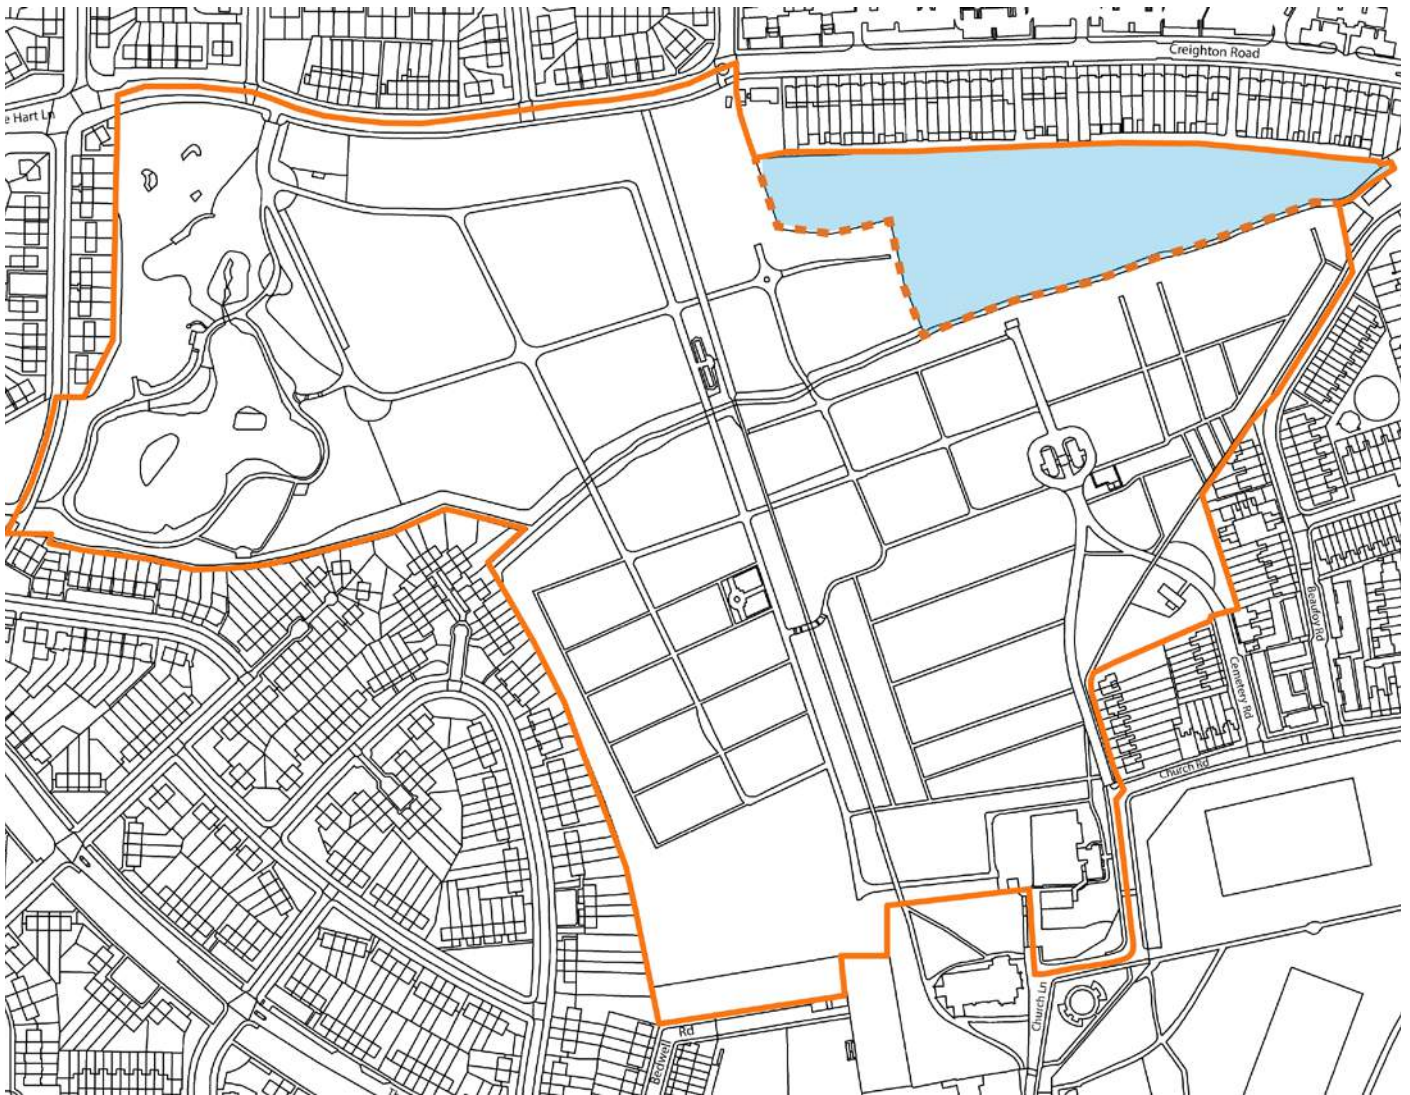 Creighton Road
e Hart Ln
Beaufoy Rd
Cemetery Rd
Church Rd
Church Ln
Rd
Bedwell